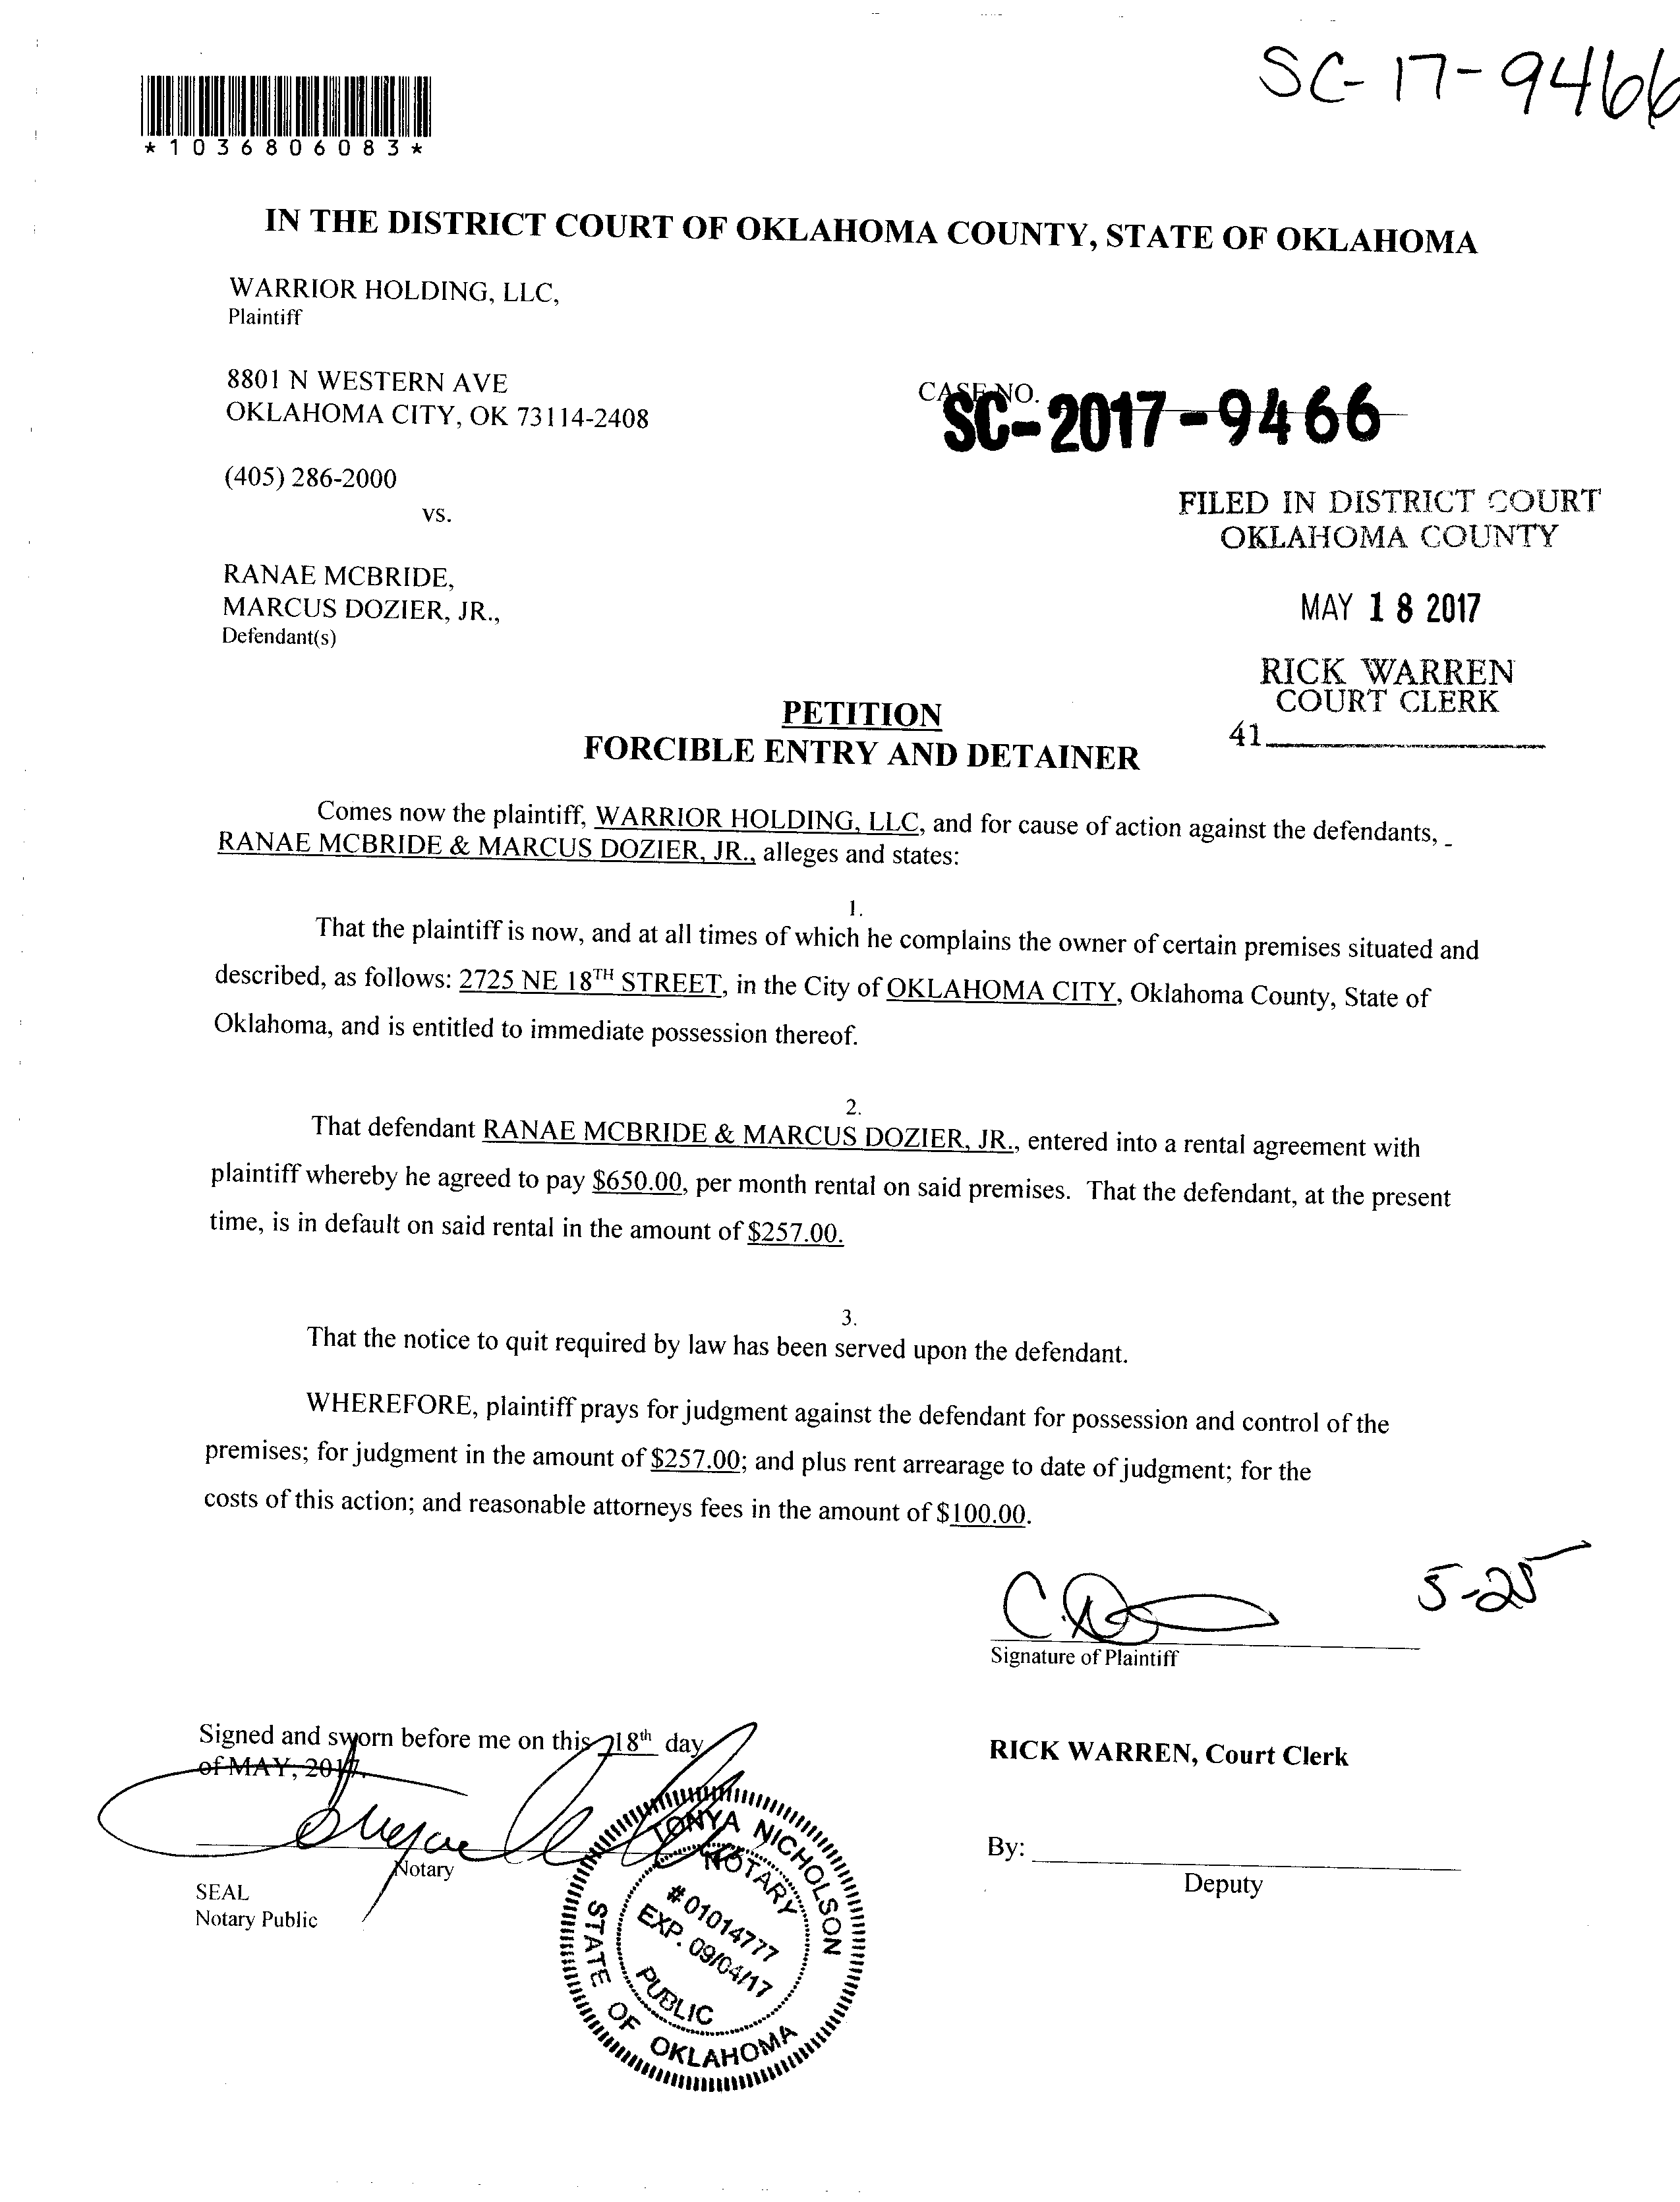 SC-17-9466
*1036806083*
IN THE DISTRICT COURT OF OKLAHOMA COUNTY, STATE OF OKLAHOMA
WARRIOR HOLDING, LLC,
Plaintiff
8801 N WESTERN AVE
OKLAHOMA CITY, OK 73114-2408
CASE NO.
SC-2017-9466
(405) 286-2000
vs.
FILED IN DISTRICT COURT
OKLAHOMA COUNTY
RANAE MCBRIDE,
MARCUS DOZIER, JR.,
Defendant(s)
MAY 18 2017
RICK WARREN
COURT CLERK
41
PETITION
FORCIBLE ENTRY AND DETAINER
Comes now the plaintiff, WARRIOR HOLDING, LLC, and for cause of action against the defendants,
RANAE MCBRIDE & MARCUS DOZIER, JR., alleges and states:
1.
That the plaintiff is now, and at all times of which he complains the owner of certain premises situated and
described, as follows: 2725 NE 18TH STREET, in the City of OKLAHOMA CITY, Oklahoma County, State of
Oklahoma, and is entitled to immediate possession thereof.
2.
That defendant RANAE MCBRIDE & MARCUS DOZIER, JR., entered into a rental agreement with
plaintiff whereby he agreed to pay $650.00, per month rental on said premises. That the defendant, at the present
time, is in default on said rental in the amount of $257.00.
3.
That the notice to quit required by law has been served upon the defendant.
WHEREFORE, plaintiff prays for judgment against the defendant for possession and control of the
premises; for judgment in the amount of $257.00; and plus rent arrearage to date of judgment; for the
costs of this action; and reasonable attorneys fees in the amount of $100.00.
5-25
Signature of Plaintiff
Signed and sworn before me on this 18th day
of MAY, 2017.
RICK WARREN, Court Clerk
Notary
SEAL
Notary Public
By:
Deputy
TONYA NICHOLSON
NOTARY
# 01014777
EXP. 09/04/17
PUBLIC
STATE OF OKLAHOMA